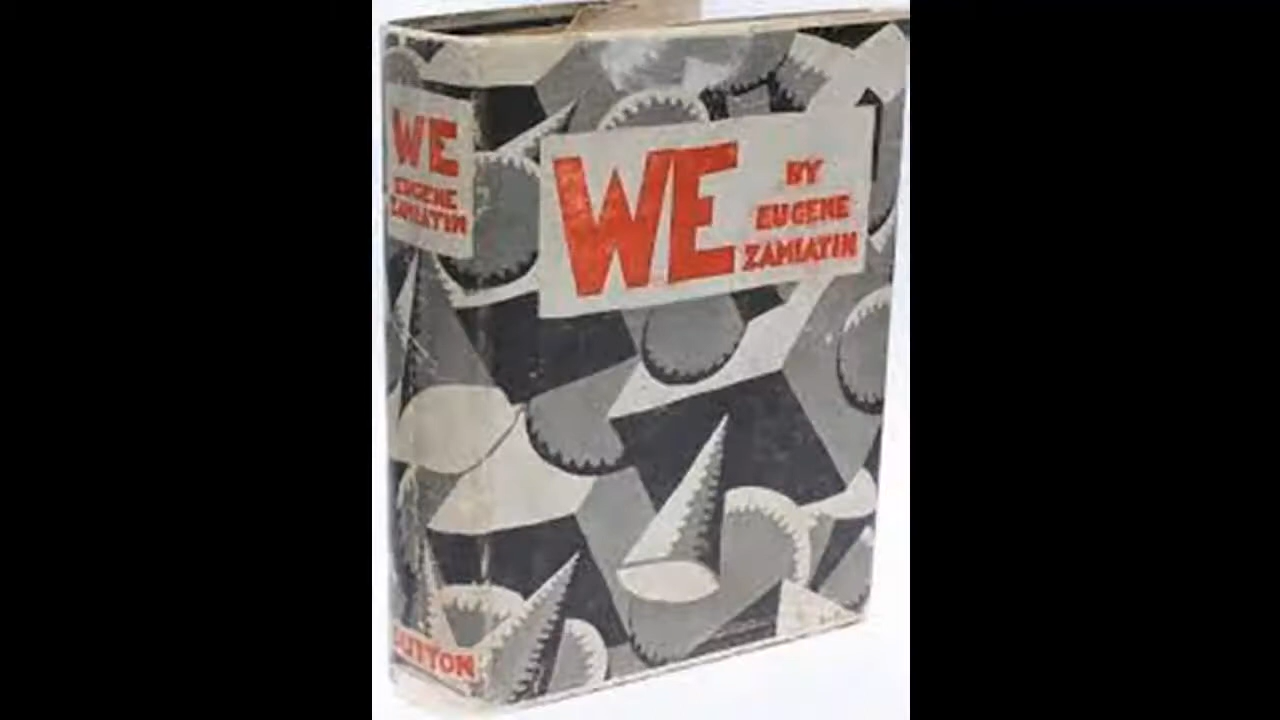 WE
EUGENE
ZAMIATIN
DUTTON
WE
BY
EUGENE
ZAMIATIN